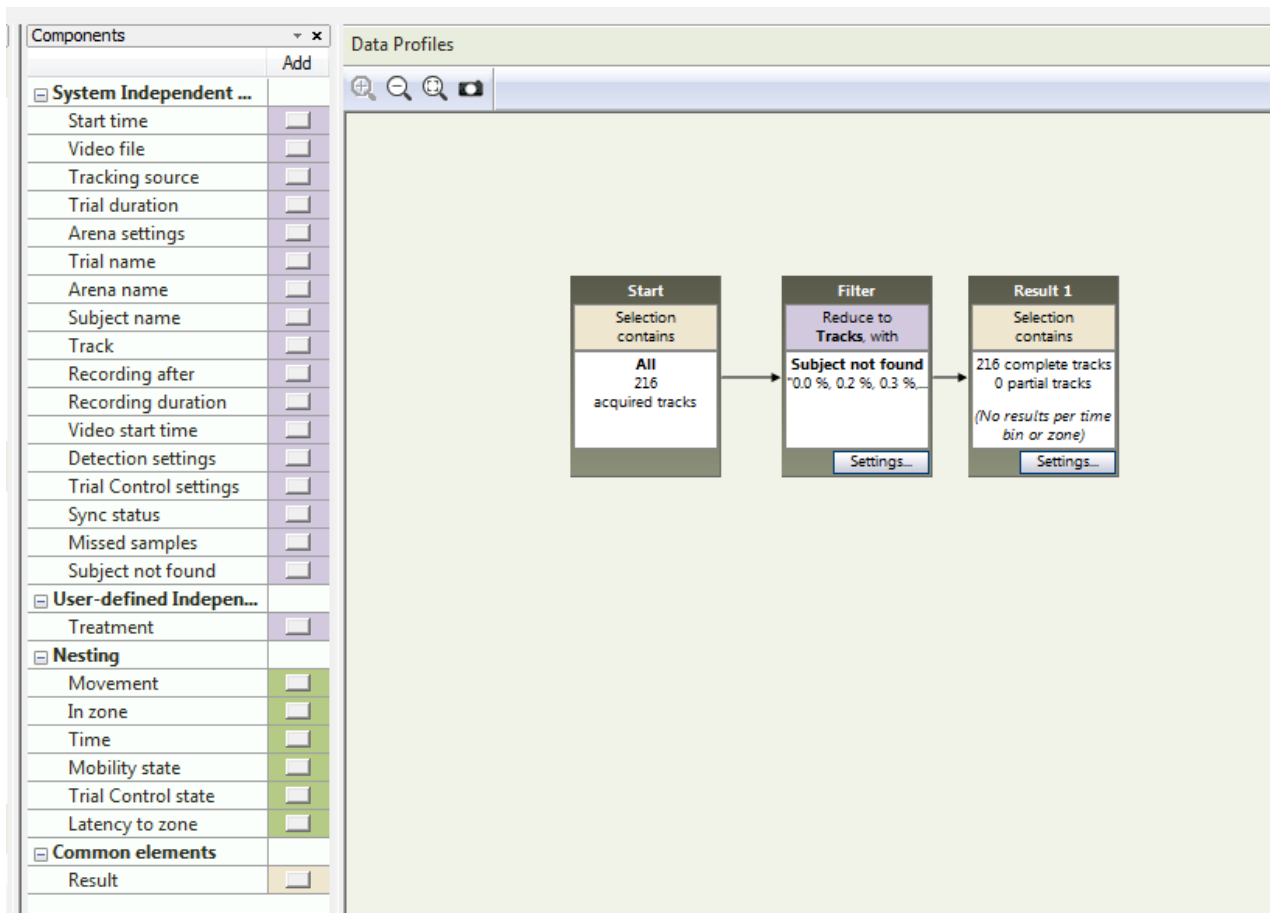 Components
Add
System Independent ...
Start time
Video file
Tracking source
Trial duration
Arena settings
Trial name
Arena name
Subject name
Track
Recording after
Recording duration
Video start time
Detection settings
Trial Control settings
Sync status
Missed samples
Subject not found
User-defined Indepen...
Treatment
Nesting
Movement
In zone
Time
Mobility state
Trial Control state
Latency to zone
Common elements
Result
Data Profiles
Start
Selection
contains
All
216
acquired tracks
Filter
Reduce to
Tracks, with
Subject not found
"0.0 %, 0.2 %, 0.3 %,...
Settings...
Result 1
Selection
contains
216 complete tracks
0 partial tracks
(No results per time
bin or zone)
Settings...